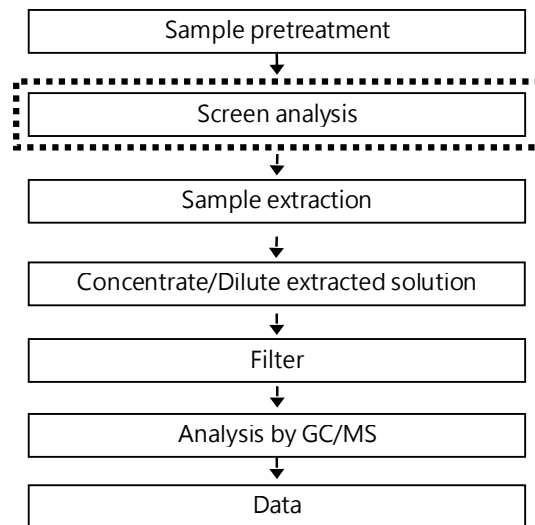 Sample pretreatment
Screen analysis
Sample extraction
Concentrate/Dilute extracted solution
Filter
Analysis by GC/MS
Data